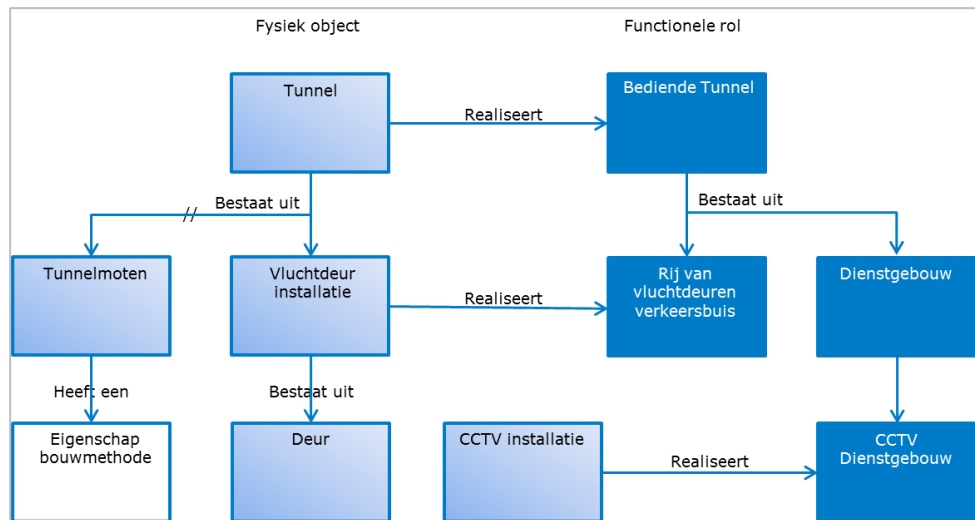 Fysiek object
Functionele rol
Tunnel
Bediende Tunnel
Realiseert
Bestaat uit
Bestaat uit
//
Tunnelmoten
Vluchtdeur
installatie
Realiseert
Rij van
vluchtdeuren
verkeersbuis
Dienstgebouw
Heeft een
Bestaat uit
Eigenschap
bouwmethode
Deur
CCTV installatie
Realiseert
CCTV
Dienstgebouw